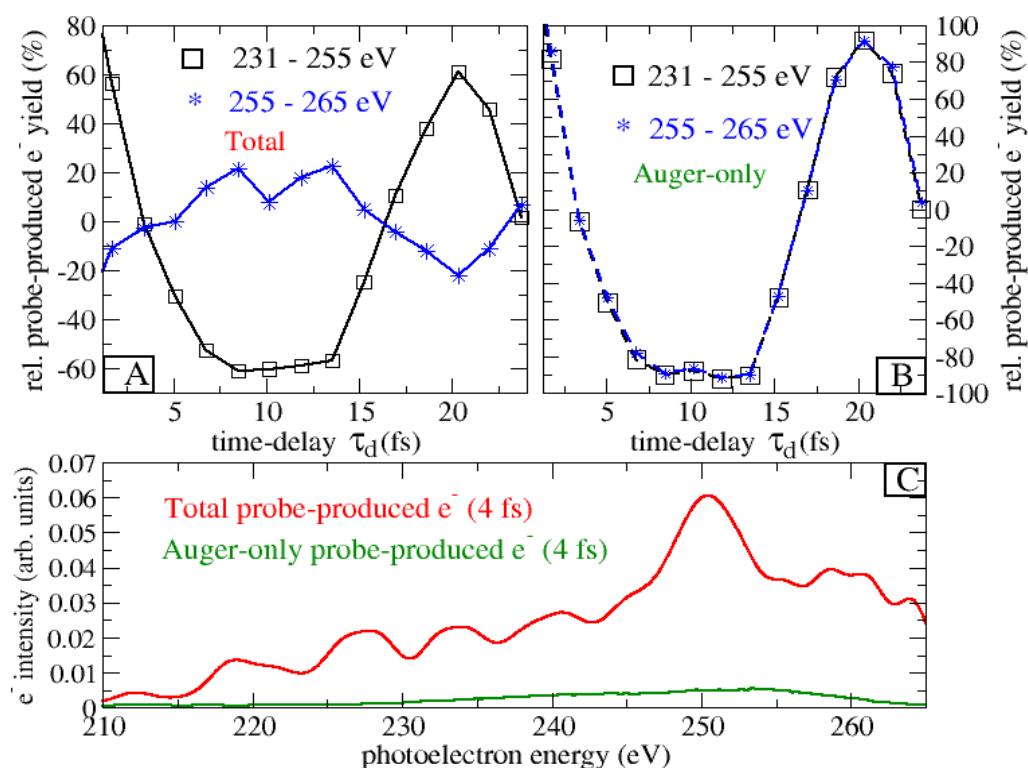 80
60
40
20
0
-20
-40
-60
rel. probe-produced e⁻ yield (%)
231 - 255 eV
255 - 265 eV
Total
A
5 10 15 20
time-delay τd(fs)
100
80
60
40
20
0
-20
-40
-60
-80
-100
rel. probe-produced e⁻ yield (%)
231 - 255 eV
255 - 265 eV
Auger-only
B
5 10 15 20
time-delay τd(fs)
0.07
0.06
0.05
0.04
0.03
0.02
0.01
0
e⁻ intensity (arb. units)
C
Total probe-produced e⁻ (4 fs)
Auger-only probe-produced e⁻ (4 fs)
210 220 230 240 250 260
photoelectron energy (eV)